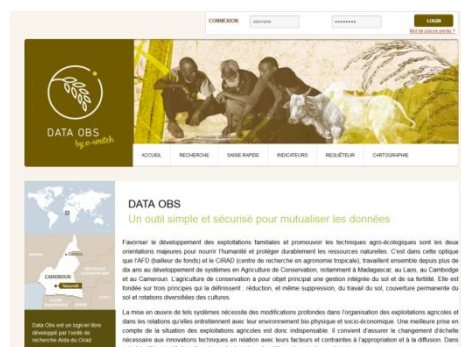 CONNEXION
username
••••••••
LOGIN
Mot de passe perdu ?
DATA OBS
by e-watch
ACCUEIL
RECHERCHE
SAISIE RAPIDE
INDICATEURS
REQUÊTEUR
CARTOGRAPHIE
DATA OBS
Un outil simple et sécurisé pour mutualiser les données
Favoriser le développement des exploitations familiales et promouvoir les techniques agro-écologiques sont les deux
orientations majeures pour nourrir l'humanité et protéger durablement les ressources naturelles. C'est dans cette optique
que l'AFD (bailleur de fonds) et le CIRAD (centre de recherche en agronomie tropicale), travaillent ensemble depuis plus de
dix ans au développement de systèmes en Agriculture de Conservation, notamment à Madagascar, au Laos, au Cambodge
et au Cameroun. L'agriculture de conservation a pour objet principal une gestion intégrée du sol et de sa fertilité. Elle est
fondée sur trois principes qui la définissent : réduction, et même suppression, du travail du sol, couverture permanente du
sol et rotations diversifiées des cultures.
La mise en œuvre de tels systèmes nécessite des modifications profondes dans l'organisation des exploitations agricoles et
dans les relations qu'elles entretiennent avec leur environnement bio-physique et socio-économique. Une meilleure prise en
compte de la situation des exploitations agricoles est donc indispensable. Il convient d'assurer le changement d'échelle
nécessaire aux innovations techniques en relation avec leurs facteurs et contraintes à l'appropriation et à la diffusion. Dans
CAMEROUN
Yaoundé
Data Obs est un logiciel libre
développé par l'unité de
recherche Aida du Cirad